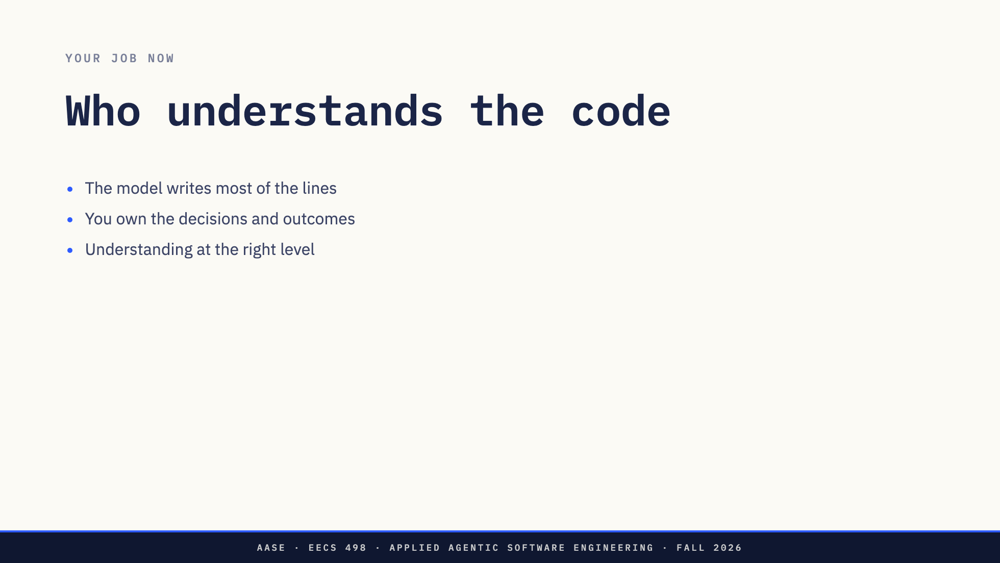 YOUR JOB NOW
Who understands the code
• The model writes most of the lines
• You own the decisions and outcomes
• Understanding at the right level
AASE · EECS 498 · APPLIED AGENTIC SOFTWARE ENGINEERING · FALL 2026